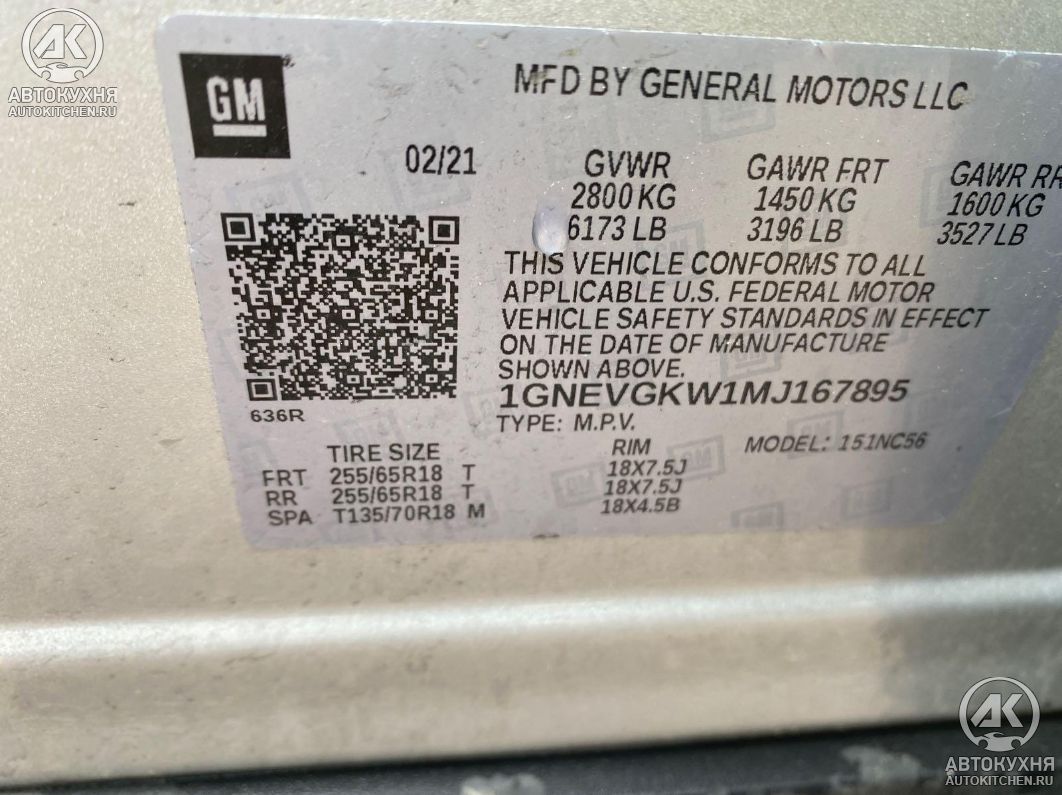 АВТОКУХНЯ
AUTOKITCHEN.RU
GM
MFD BY GENERAL MOTORS LLC
02/21 GVWR GAWR FRT GAWR RR
2800 KG 1450 KG 1600 KG
6173 LB 3196 LB 3527 LB
THIS VEHICLE CONFORMS TO ALL
APPLICABLE U.S. FEDERAL MOTOR
VEHICLE SAFETY STANDARDS IN EFFECT
ON THE DATE OF MANUFACTURE
SHOWN ABOVE.
1GNEVGKW1MJ167895
636R
TYPE: M.P.V. MODEL: 151NC56
TIRE SIZE RIM
FRT 255/65R18 T 18X7.5J
RR 255/65R18 T 18X7.5J
SPA T135/70R18 M 18X4.5B
АВТОКУХНЯ
AUTOKITCHEN.RU